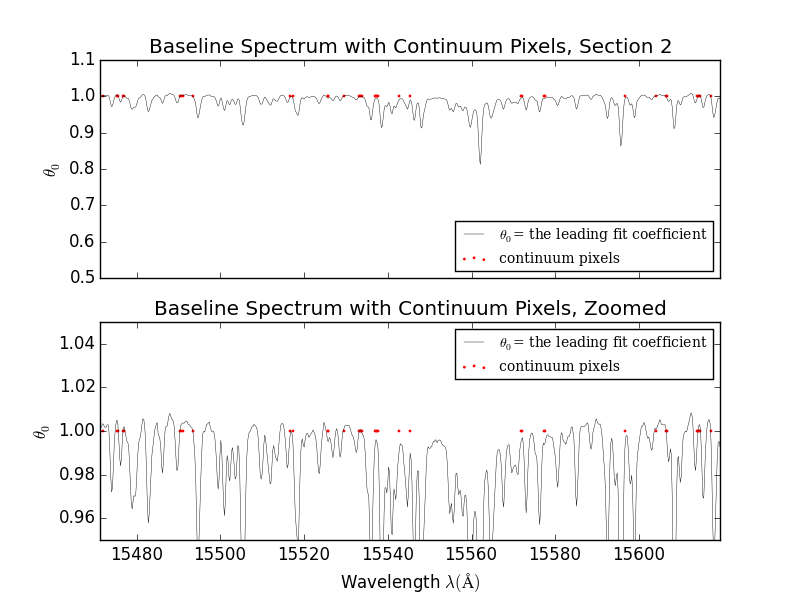 Baseline Spectrum with Continuum Pixels, Section 2
1.1
1.0
0.9
0.8
0.7
0.6
0.5
θ0
θ0 = the leading fit coefficient
continuum pixels
Baseline Spectrum with Continuum Pixels, Zoomed
1.04
1.02
1.00
0.98
0.96
θ0
θ0 = the leading fit coefficient
continuum pixels
15480 15500 15520 15540 15560 15580 15600
Wavelength λ(Å)